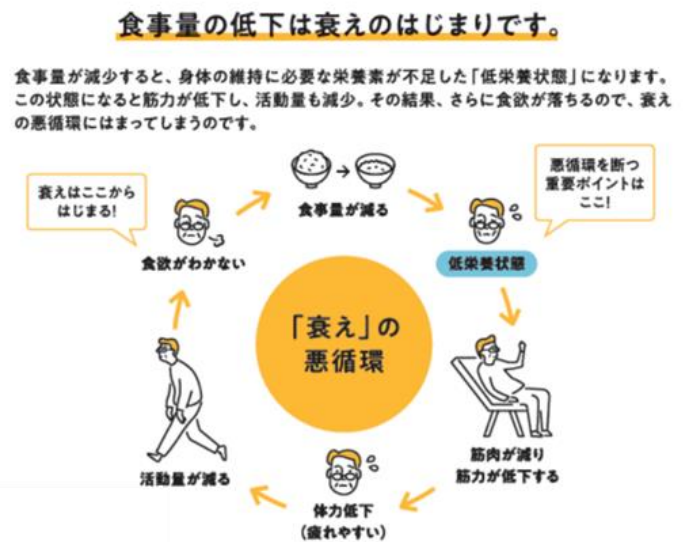 食事量の低下は衰えのはじまりです。
食事量が減少すると、身体の維持に必要な栄養素が不足した「低栄養状態」になります。
この状態になると筋力が低下し、活動量も減少。その結果、さらに食欲が落ちるので、衰え
の悪循環にはまってしまうのです。
衰えはここから
はじまる!
食欲がわかない
食事量が減る
悪循環を断つ
重要ポイントは
ここ!
低栄養状態
「衰え」の
悪循環
筋肉が減り
筋力が低下する
体力低下
(疲れやすい)
活動量が減る